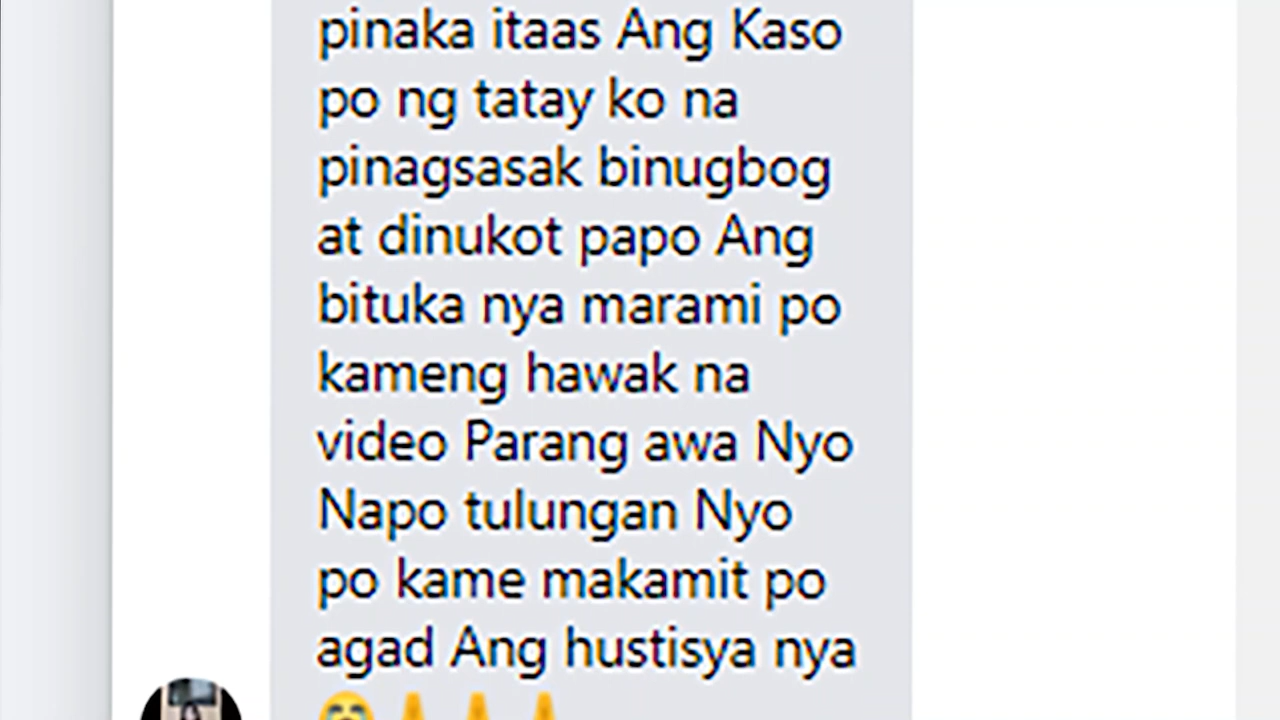 pinaka itaas Ang Kaso
po ng tatay ko na
pinagsasak binugbog
at dinukot papo Ang
bituka nya marami po
kameng hawak na
video Parang awa Nyo
Napo tulungan Nyo
po kame makamit po
agad Ang hustisya nya